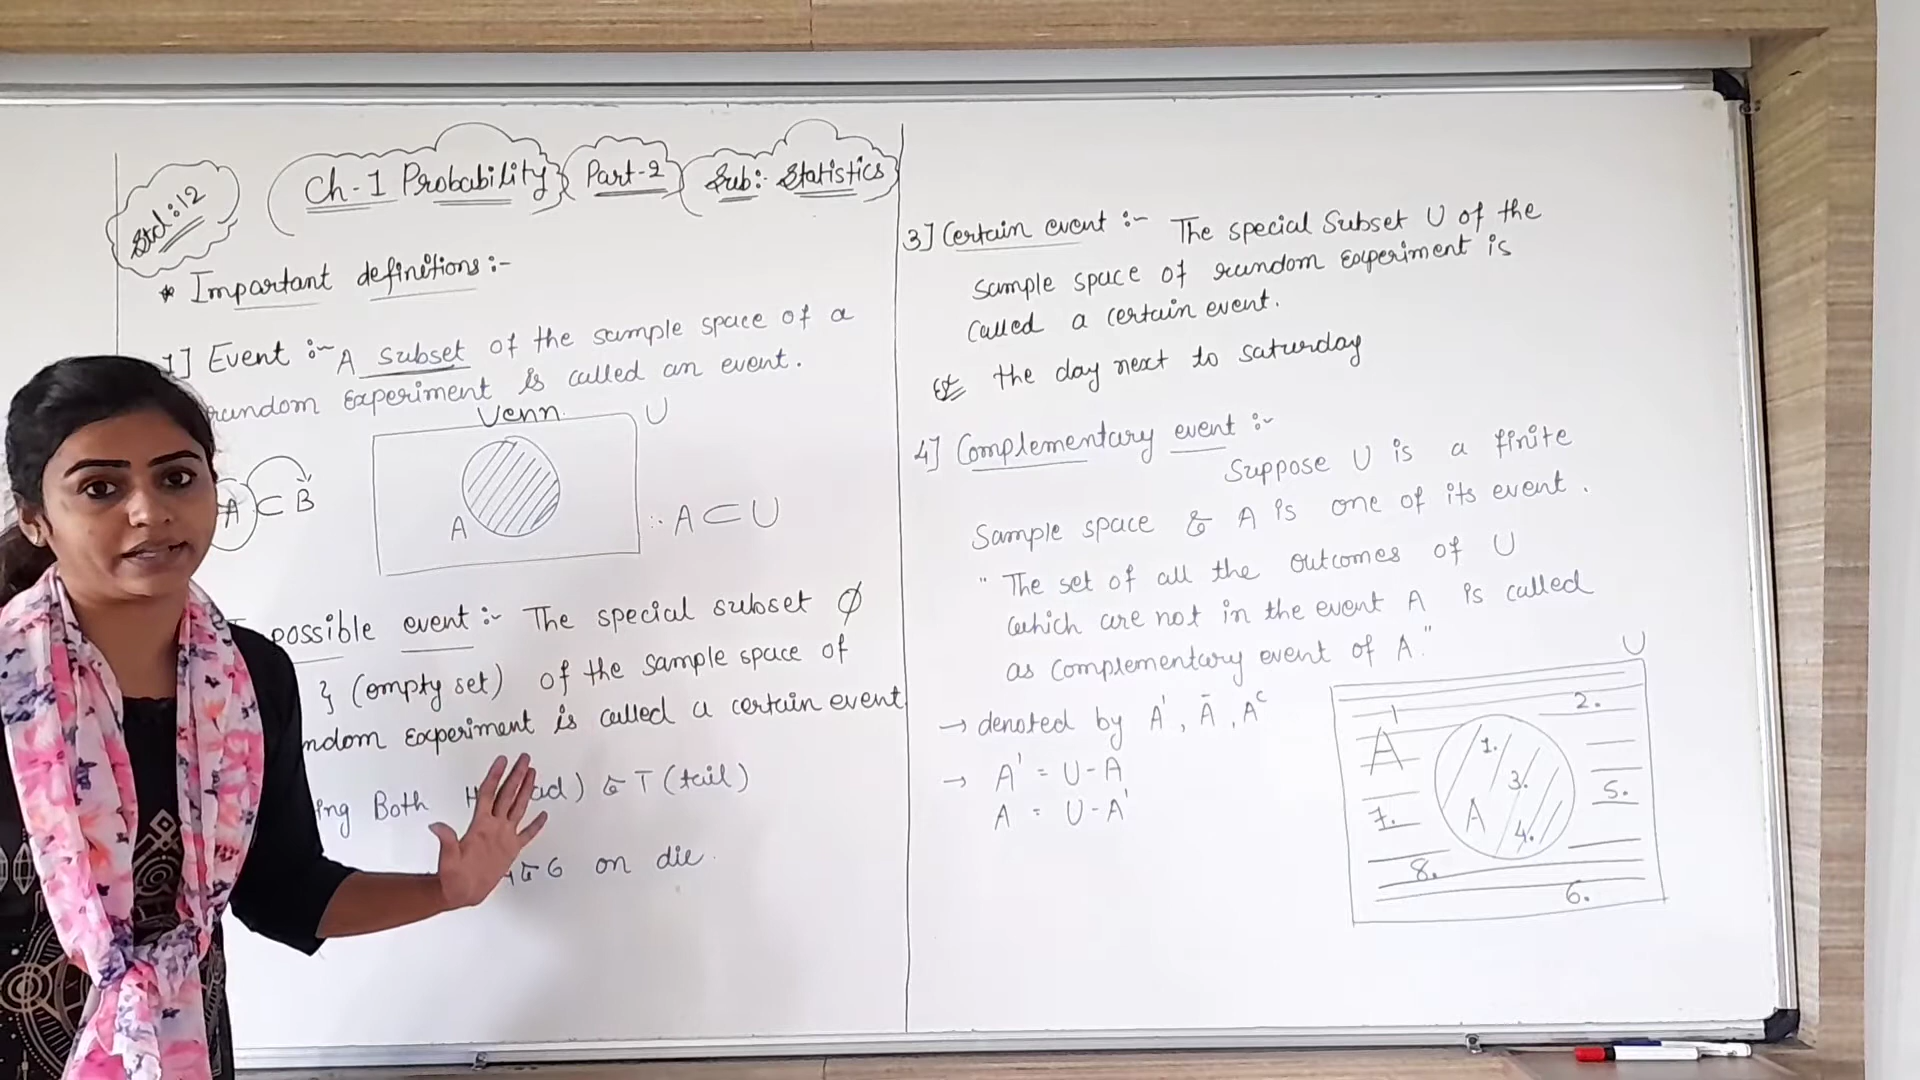 Std:12
Ch-1 Probability
Part-2
Sub:- Statistics
* Important definitions:-
1] Event :- A subset of the sample space of a
random experiment is called an event.
Venn.
U
A ⊂ B
A
∴ A ⊂ U
possible event :- The special subset ∅
} (empty set) of the sample space of
ndom experiment is called a certain event
ing Both H ad) & T (tail)
& 6 on die.
3] Certain event :- The special Subset U of the
sample space of random experiment is
called a certain event.
Ex the day next to saturday
4] Complementary event :-
Suppose U is a finite
Sample space & A is one of its event.
" The set of all the outcomes of U
which are not in the event A is called
as complementary event of A."
→ denoted by A', Ā, Aᶜ
→ A' = U - A
A = U - A'
U
A'
2.
1.
3.
5.
A
4.
7.
8.
6.